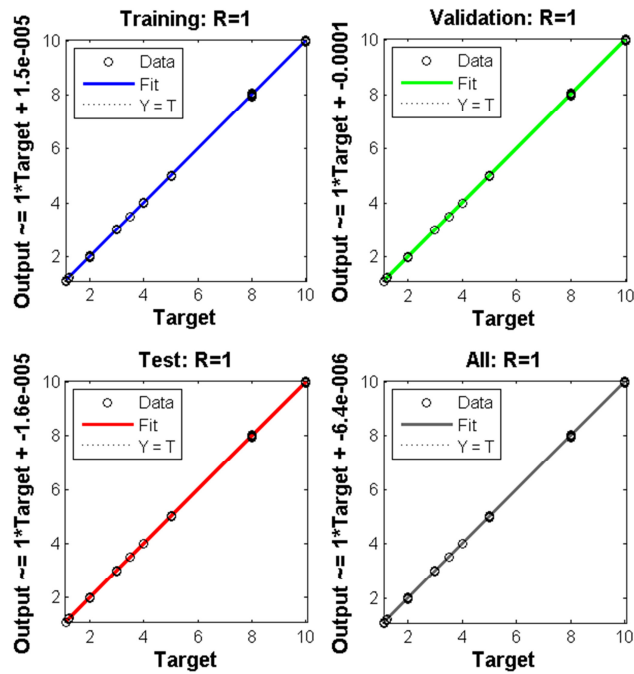 Training: R=1
Output ~= 1*Target + 1.5e-005
10
8
6
4
2
Data
Fit
Y = T
2 4 6 8 10
Target
Validation: R=1
Output ~= 1*Target + -0.0001
10
8
6
4
2
Data
Fit
Y = T
2 4 6 8 10
Target
Test: R=1
Output ~= 1*Target + -1.6e-005
10
8
6
4
2
Data
Fit
Y = T
2 4 6 8 10
Target
All: R=1
Output ~= 1*Target + -6.4e-006
10
8
6
4
2
Data
Fit
Y = T
2 4 6 8 10
Target